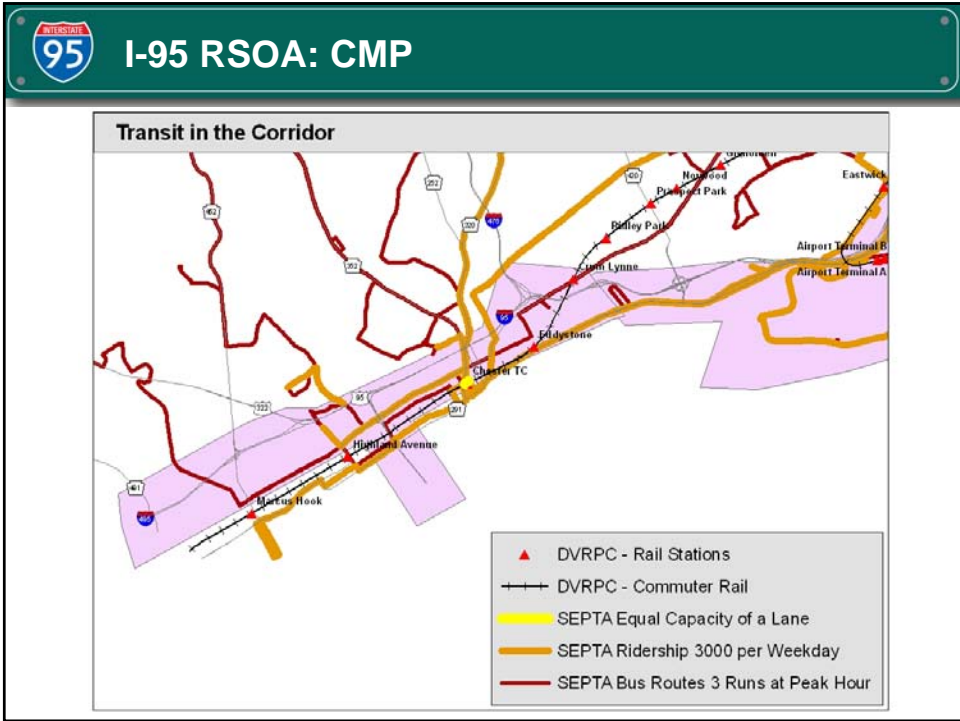 INTERSTATE
95
I-95 RSOA: CMP
Transit in the Corridor
Norwood
Prospect Park
Eastwick
252
420
452
320
476
Ridley Park
Airport Terminal B
352
Crum Lynne
Airport Terminal A
95
Eddystone
Chester TC
95
322
291
Highland Avenue
491
Marcus Hook
495
DVRPC - Rail Stations
DVRPC - Commuter Rail
SEPTA Equal Capacity of a Lane
SEPTA Ridership 3000 per Weekday
SEPTA Bus Routes 3 Runs at Peak Hour